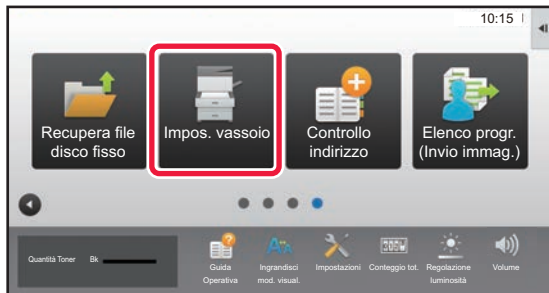 10:15
Recupera file
disco fisso
Impos. vassoio
Controllo
indirizzo
Elenco progr.
(Invio immag.)
Quantità Toner Bk
Guida
Operativa
Ingrandisci
mod. visual.
Impostazioni
Conteggio tot.
Regolazione
luminosità
Volume